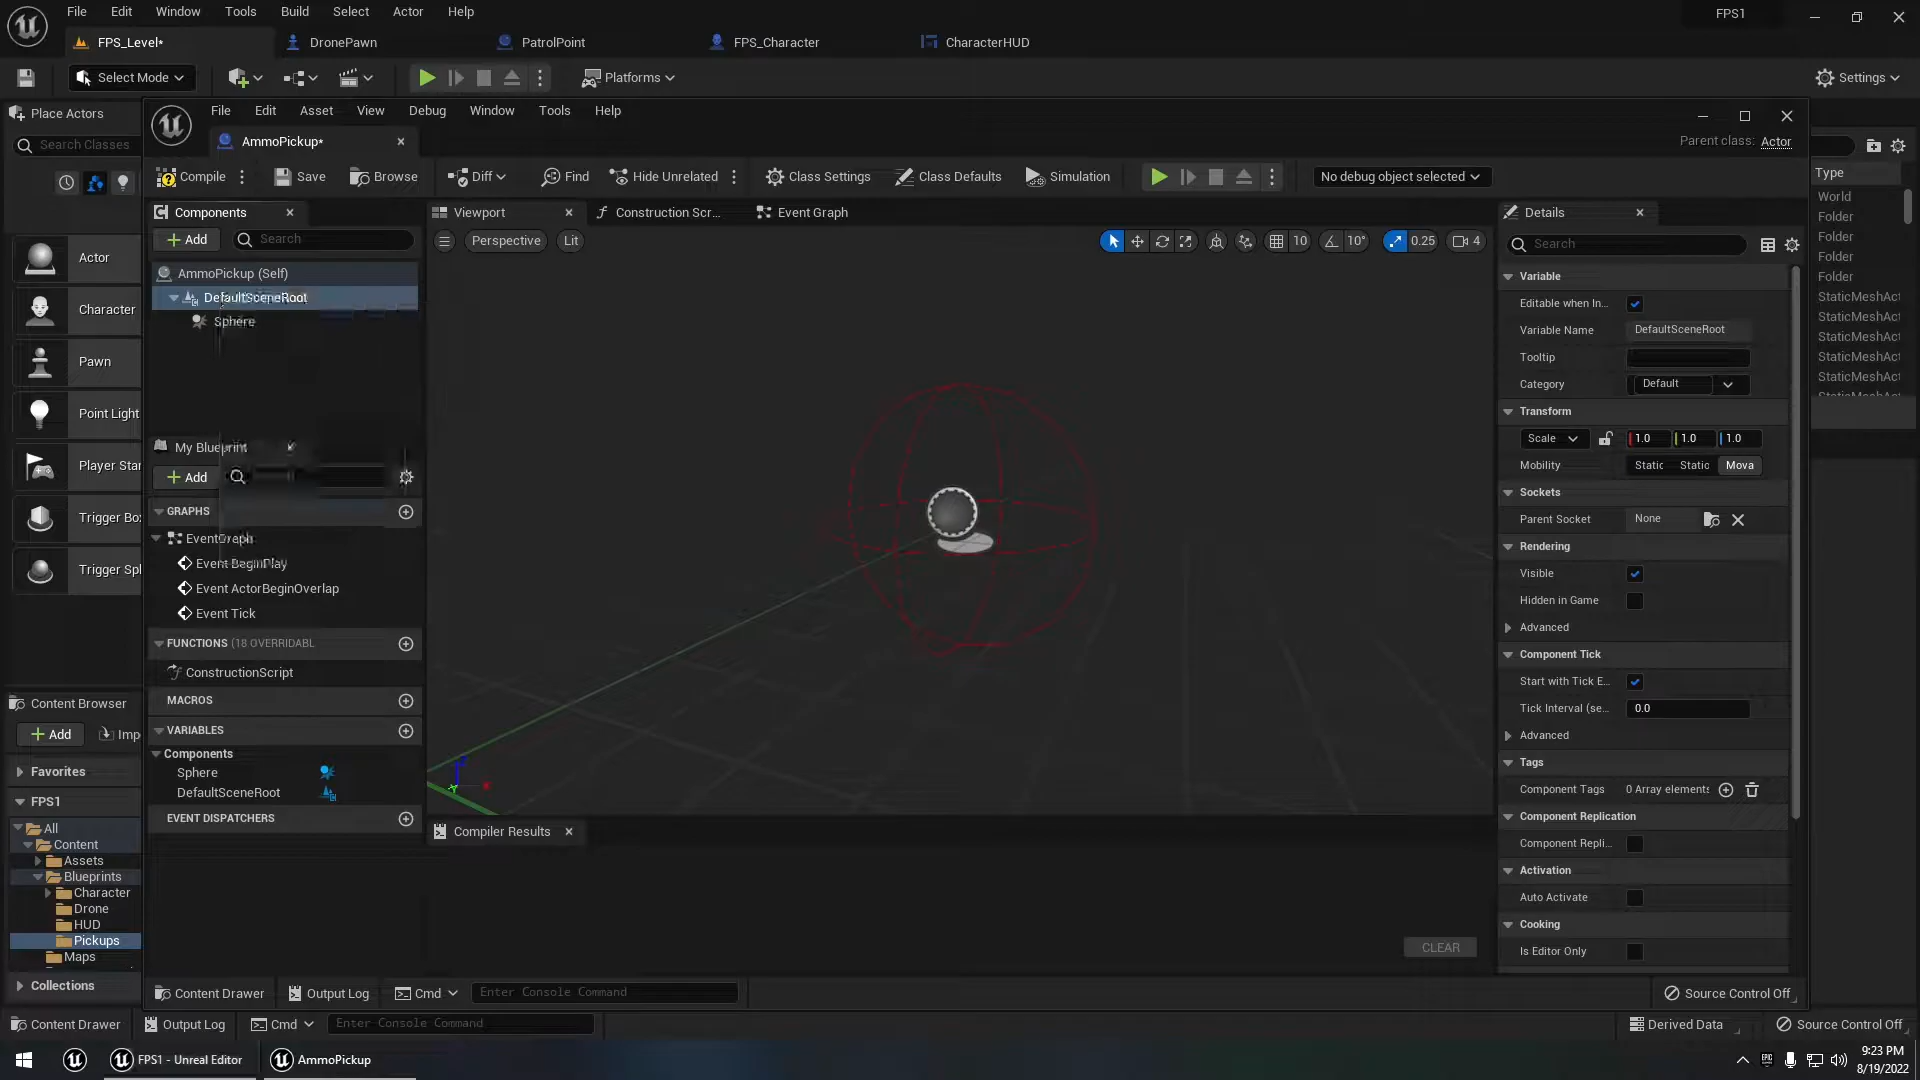 File Edit Window Tools Build Select Actor Help
FPS1
FPS_Level* DronePawn PatrolPoint FPS_Character CharacterHUD
Select Mode Platforms Settings
Place Actors
Search Classes
Actor
Character
Pawn
Point Light
Player Star
Trigger Box
Trigger Sph
File Edit Asset View Debug Window Tools Help
AmmoPickup*
Parent class: Actor
Compile Save Browse Diff Find Hide Unrelated Class Settings Class Defaults Simulation No debug object selected
Components
Add Search
AmmoPickup (Self)
DefaultSceneRoot
Sphere
My Blueprint
Add
GRAPHS
EventGraph
Event BeginPlay
Event ActorBeginOverlap
Event Tick
FUNCTIONS (18 OVERRIDABL
ConstructionScript
MACROS
VARIABLES
Components
Sphere
DefaultSceneRoot
EVENT DISPATCHERS
Viewport Construction Scr... Event Graph
Perspective Lit 10 10° 0.25 4
Compiler Results
CLEAR
Details
Search
Variable
Editable when In...
Variable Name DefaultSceneRoot
Tooltip
Category Default
Transform
Scale 1.0 1.0 1.0
Mobility Static Static Mova
Sockets
Parent Socket None
Rendering
Visible
Hidden in Game
Advanced
Component Tick
Start with Tick E...
Tick Interval (se... 0.0
Advanced
Tags
Component Tags 0 Array elements
Component Replication
Component Repli...
Activation
Auto Activate
Cooking
Is Editor Only
Type
World
Folder
Folder
Folder
Folder
StaticMeshAct
StaticMeshAct
StaticMeshAct
StaticMeshAct
StaticMeshAct
Content Browser
Add Imp
Favorites
FPS1
All
Content
Assets
Blueprints
Character
Drone
HUD
Pickups
Maps
Collections
Content Drawer Output Log Cmd Enter Console Command Source Control Off
Content Drawer Output Log Cmd Enter Console Command Derived Data Source Control Off
FPS1 - Unreal Editor AmmoPickup
9:23 PM
8/19/2022